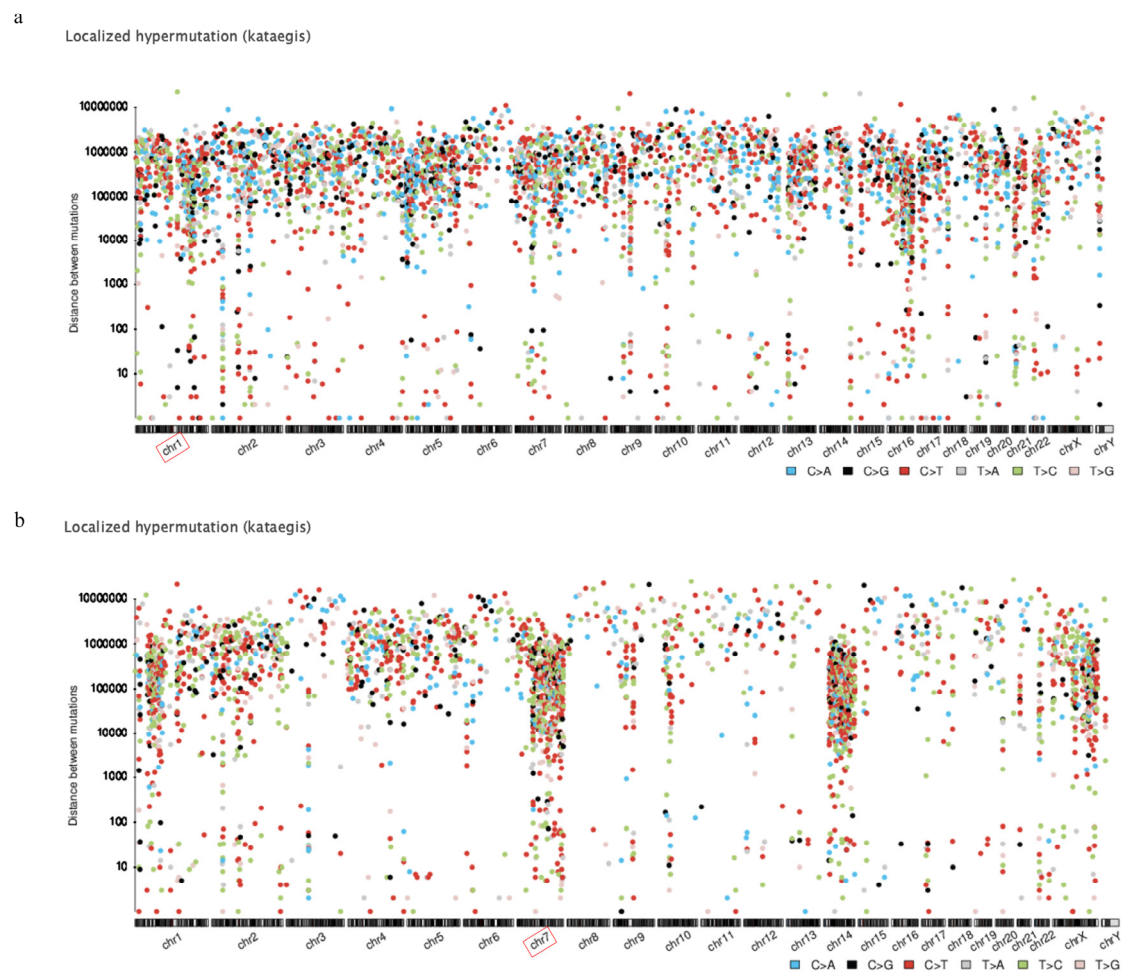 a
Localized hypermutation (kataegis)
Distance between mutations
10000000
1000000
100000
10000
1000
100
10
chr1 chr2 chr3 chr4 chr5 chr6 chr7 chr8 chr9 chr10 chr11 chr12 chr13 chr14 chr15 chr16 chr17 chr18 chr19 chr20 chr21 chr22 chrX chrY
C>A C>G C>T T>A T>C T>G
b
Localized hypermutation (kataegis)
Distance between mutations
10000000
1000000
100000
10000
1000
100
10
chr1 chr2 chr3 chr4 chr5 chr6 chr7 chr8 chr9 chr10 chr11 chr12 chr13 chr14 chr15 chr16 chr17 chr18 chr19 chr20 chr21 chr22 chrX chrY
C>A C>G C>T T>A T>C T>G